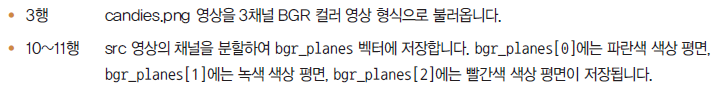 • 3행 candies.png 영상을 3채널 BGR 컬러 영상 형식으로 불러옵니다.
• 10~11행 src 영상의 채널을 분할하여 bgr_planes 벡터에 저장합니다. bgr_planes[0]에는 파란색 색상 평면,
bgr_planes[1]에는 녹색 색상 평면, bgr_planes[2]에는 빨간색 색상 평면이 저장됩니다.